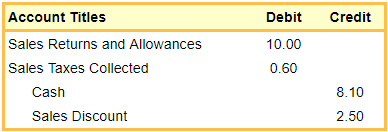 Account Titles Debit Credit
Sales Returns and Allowances 10.00
Sales Taxes Collected 0.60
Cash 8.10
Sales Discount 2.50